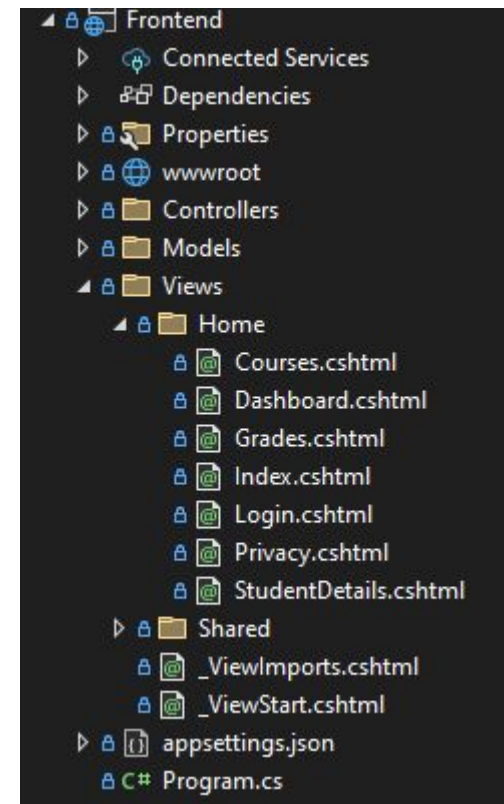 Frontend
Connected Services
Dependencies
Properties
wwwroot
Controllers
Models
Views
Home
Courses.cshtml
Dashboard.cshtml
Grades.cshtml
Index.cshtml
Login.cshtml
Privacy.cshtml
StudentDetails.cshtml
Shared
_ViewImports.cshtml
_ViewStart.cshtml
appsettings.json
C# Program.cs